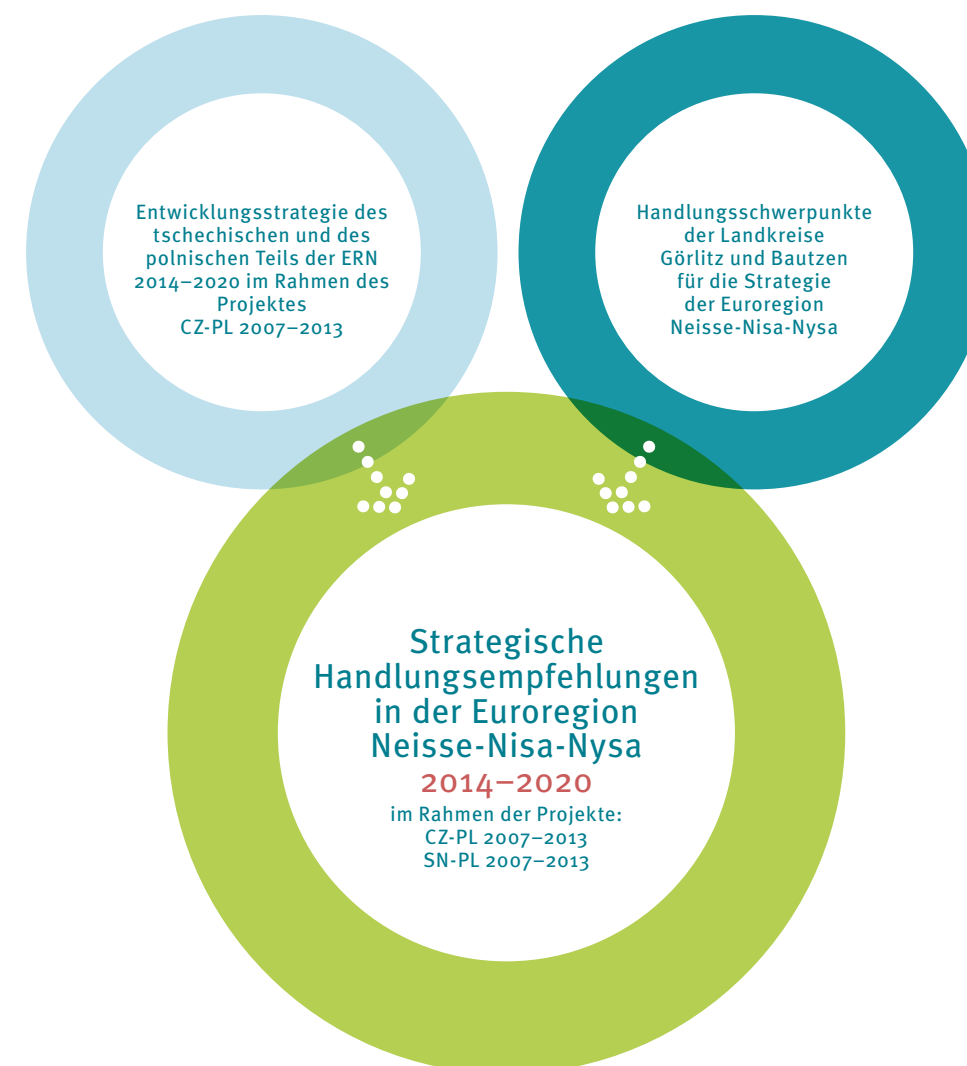 Entwicklungsstrategie des
tschechischen und des
polnischen Teils der ERN
2014–2020 im Rahmen des
Projektes
CZ-PL 2007–2013
Handlungsschwerpunkte
der Landkreise
Görlitz und Bautzen
für die Strategie
der Euroregion
Neisse-Nisa-Nysa
Strategische
Handlungsempfehlungen
in der Euroregion
Neisse-Nisa-Nysa
2014–2020
im Rahmen der Projekte:
CZ-PL 2007–2013
SN-PL 2007–2013